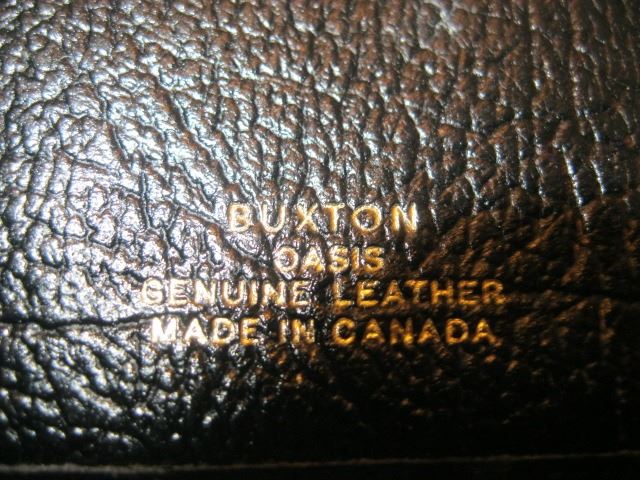 BUXTON
OASIS
GENUINE LEATHER
MADE IN CANADA